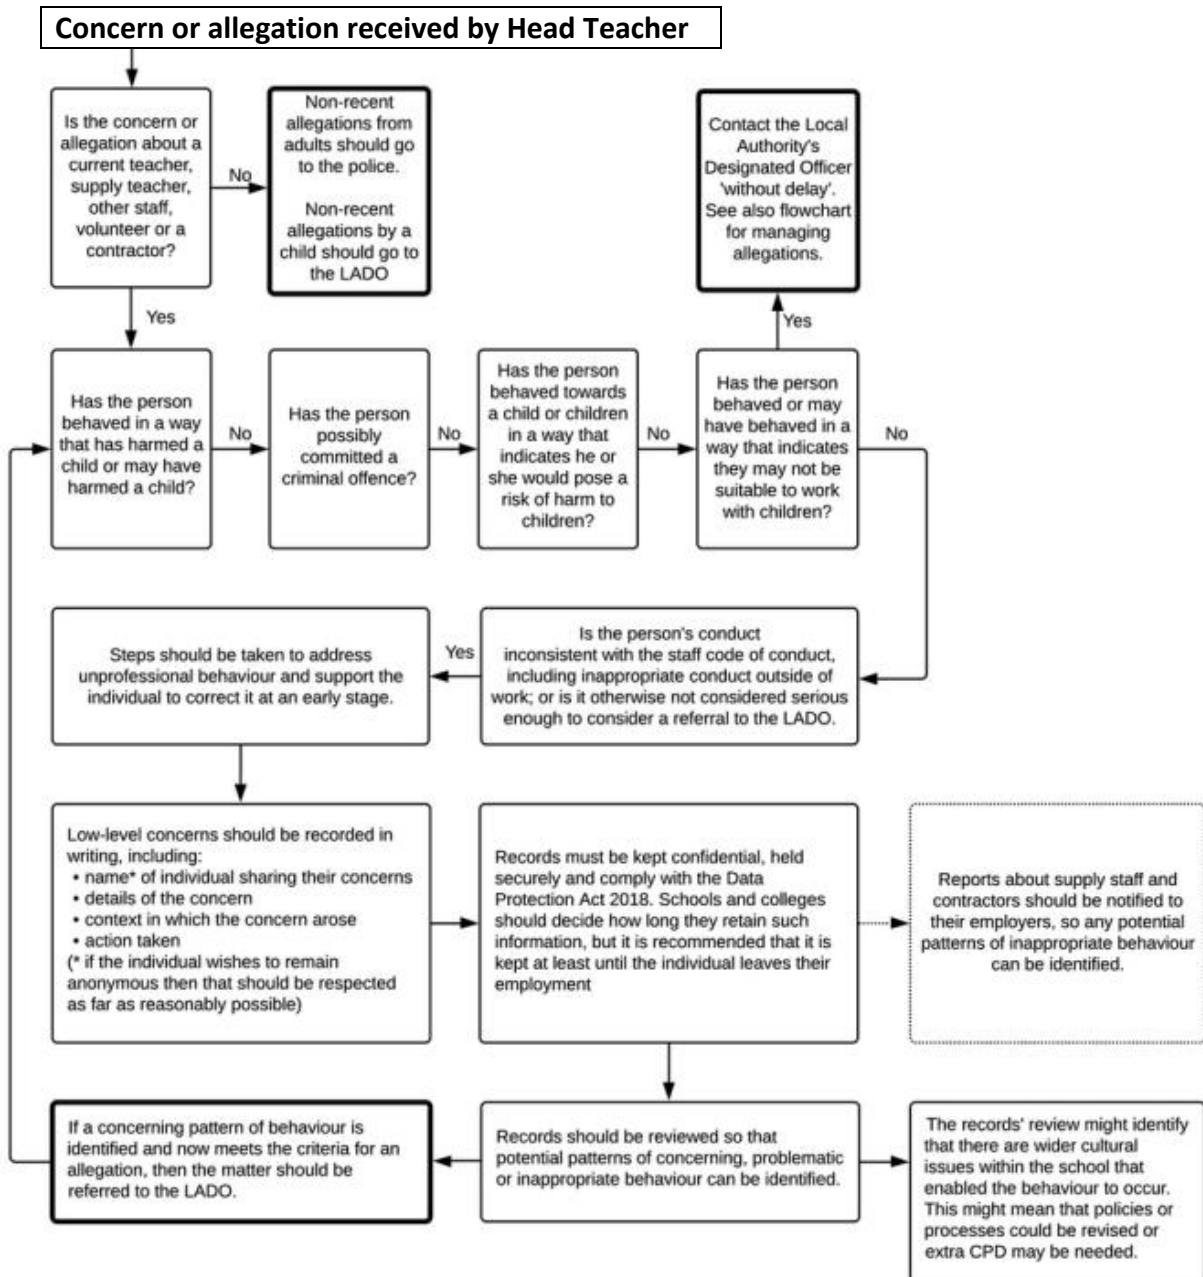 Concern or allegation received by Head Teacher
Is the concern or
allegation about a
current teacher,
supply teacher,
other staff,
volunteer or a
contractor?
No
Non-recent
allegations from
adults should go
to the police.
Non-recent
allegations by a
child should go to
the LADO
Contact the Local
Authority's
Designated Officer
'without delay'.
See also flowchart
for managing
allegations.
Yes
Yes
Has the person
behaved in a way
that has harmed a
child or may have
harmed a child?
No
Has the person
possibly
committed a
criminal offence?
No
Has the person
behaved towards
a child or children
in a way that
indicates he or
she would pose a
risk of harm to
children?
No
Has the person
behaved or may
have behaved in a
way that indicates
they may not be
suitable to work
with children?
No
Is the person's conduct
inconsistent with the staff code of conduct,
including inappropriate conduct outside of
work; or is it otherwise not considered serious
enough to consider a referral to the LADO.
Yes
Steps should be taken to address
unprofessional behaviour and support the
individual to correct it at an early stage.
Low-level concerns should be recorded in
writing, including:
• name* of individual sharing their concerns
• details of the concern
• context in which the concern arose
• action taken
(* if the individual wishes to remain
anonymous then that should be respected
as far as reasonably possible)
Records must be kept confidential, held
securely and comply with the Data
Protection Act 2018. Schools and colleges
should decide how long they retain such
information, but it is recommended that it is
kept at least until the individual leaves their
employment
Reports about supply staff and
contractors should be notified to
their employers, so any potential
patterns of inappropriate behaviour
can be identified.
If a concerning pattern of behaviour is
identified and now meets the criteria for an
allegation, then the matter should be
referred to the LADO.
Records should be reviewed so that
potential patterns of concerning, problematic
or inappropriate behaviour can be identified.
The records' review might identify
that there are wider cultural
issues within the school that
enabled the behaviour to occur.
This might mean that policies or
processes could be revised or
extra CPD may be needed.